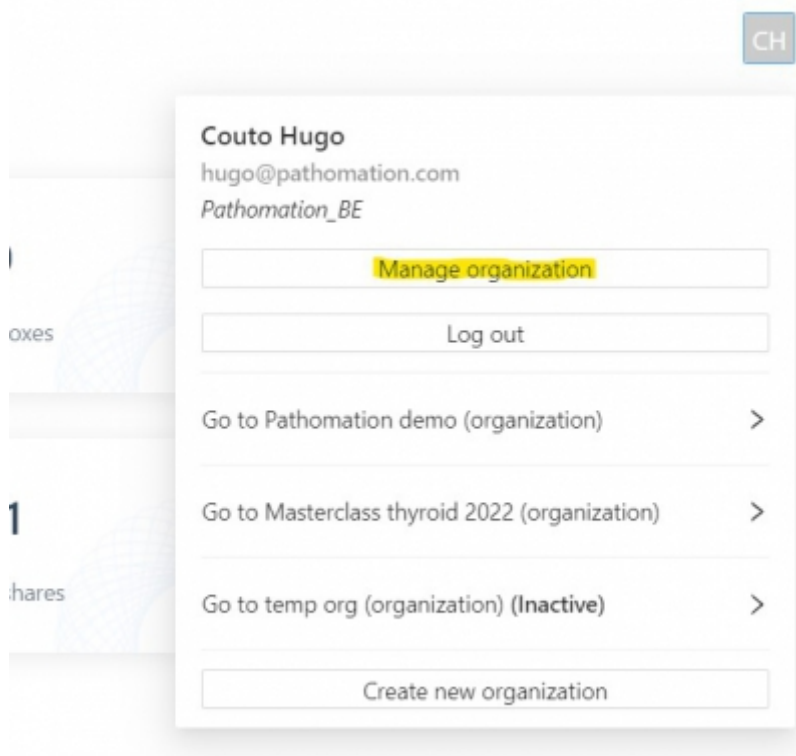 CH
Couto Hugo
hugo@pathomation.com
Pathomation_BE
Manage organization
oxes
Log out
Go to Pathomation demo (organization)
1
Go to Masterclass thyroid 2022 (organization)
hares
Go to temp org (organization) (Inactive)
Create new organization